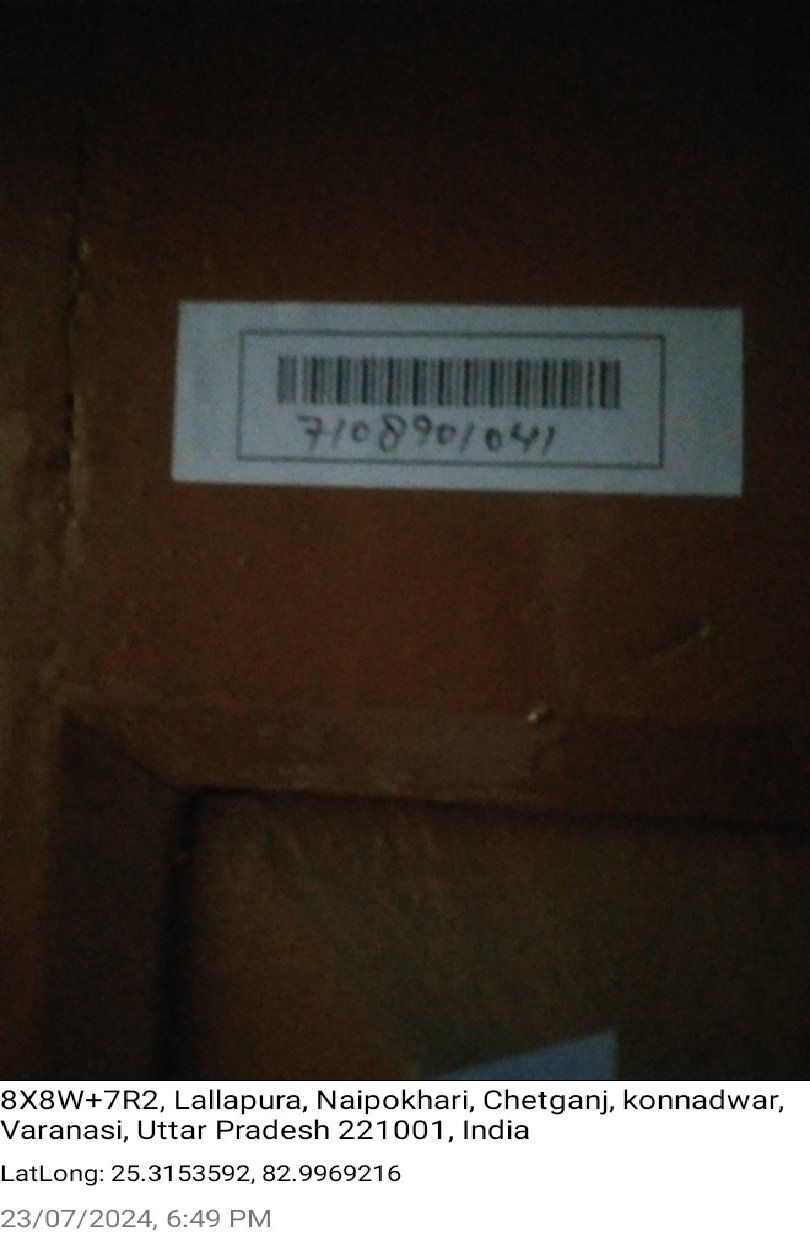 7108901041
8X8W+7R2, Lallapura, Naipokhari, Chetganj, konnadwar,
Varanasi, Uttar Pradesh 221001, India
LatLong: 25.3153592, 82.9969216
23/07/2024, 6:49 PM